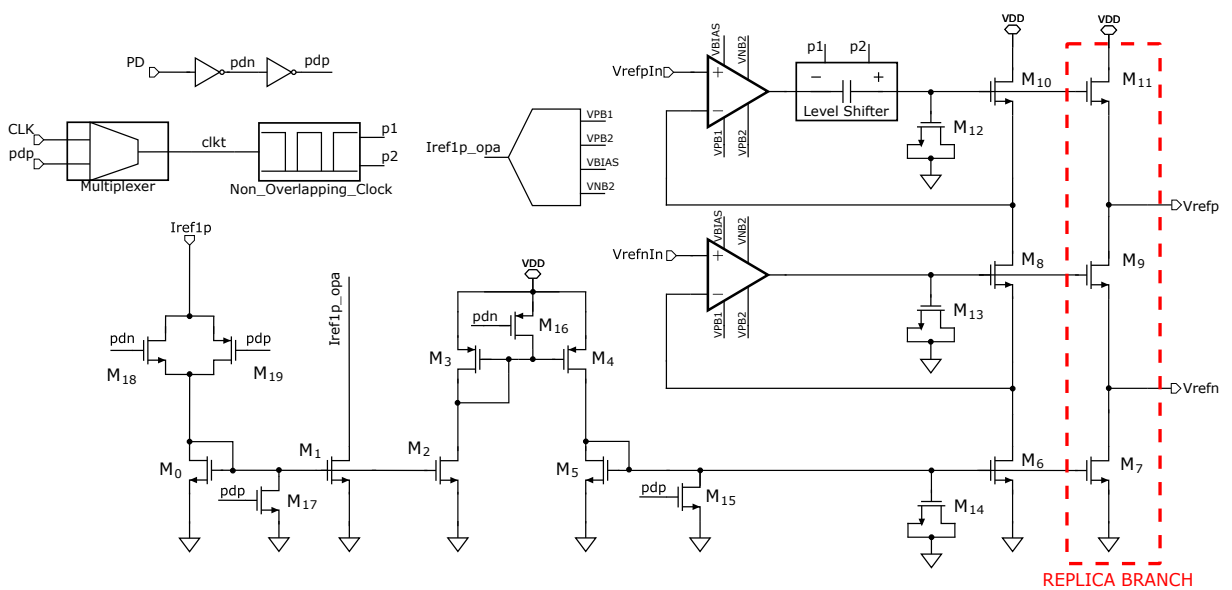 PD
pdn
pdp
CLK
pdp
Multiplexer
clkt
p1
p2
Non_Overlapping_Clock
Iref1p_opa
VPB1
VPB2
VBIAS
VNB2
VrefpIn
+
−
VBIAS
VNB2
VPB1
VPB2
p1
p2
− +
Level Shifter
VDD
VDD
M10
M11
M12
Vrefp
VrefnIn
+
−
VBIAS
VNB2
VPB1
VPB2
M8
M9
M13
Vrefn
Iref1p
pdn
pdp
M18
M19
Iref1p_opa
VDD
pdn
M16
M3
M4
M0
M1
M2
M5
M6
M7
pdp
M17
pdp
M15
M14
REPLICA BRANCH